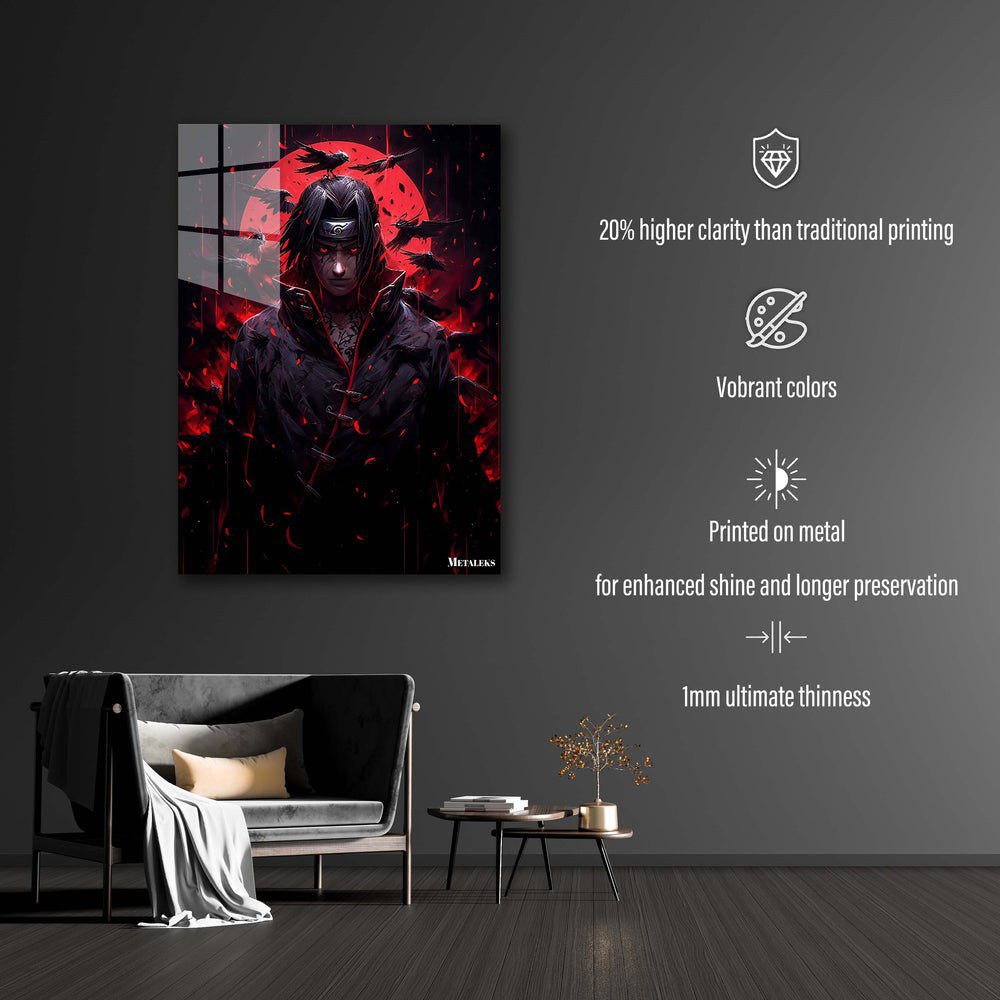 20% higher clarity than traditional printing
Vobrant colors
Printed on metal
for enhanced shine and longer preservation
1mm ultimate thinness
METALEKS